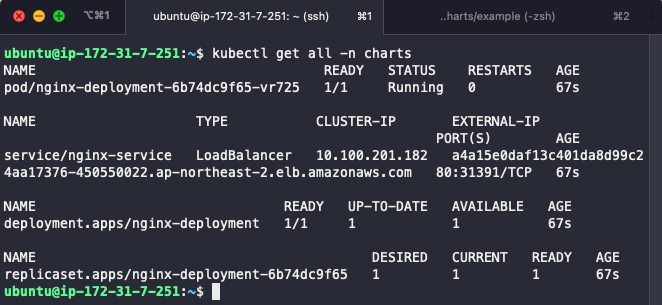 ⌥⌘1 ubuntu@ip-172-31-7-251: ~ (ssh) ⌘1 ..harts/example (-zsh) ⌘2
ubuntu@ip-172-31-7-251:~$ kubectl get all -n charts
NAME READY STATUS RESTARTS AGE
pod/nginx-deployment-6b74dc9f65-vr725 1/1 Running 0 67s
NAME TYPE CLUSTER-IP EXTERNAL-IP
PORT(S) AGE
service/nginx-service LoadBalancer 10.100.201.182 a4a15e0daf13c401da8d99c2
4aa17376-450550022.ap-northeast-2.elb.amazonaws.com 80:31391/TCP 67s
NAME READY UP-TO-DATE AVAILABLE AGE
deployment.apps/nginx-deployment 1/1 1 1 67s
NAME DESIRED CURRENT READY AGE
replicaset.apps/nginx-deployment-6b74dc9f65 1 1 1 67s
ubuntu@ip-172-31-7-251:~$